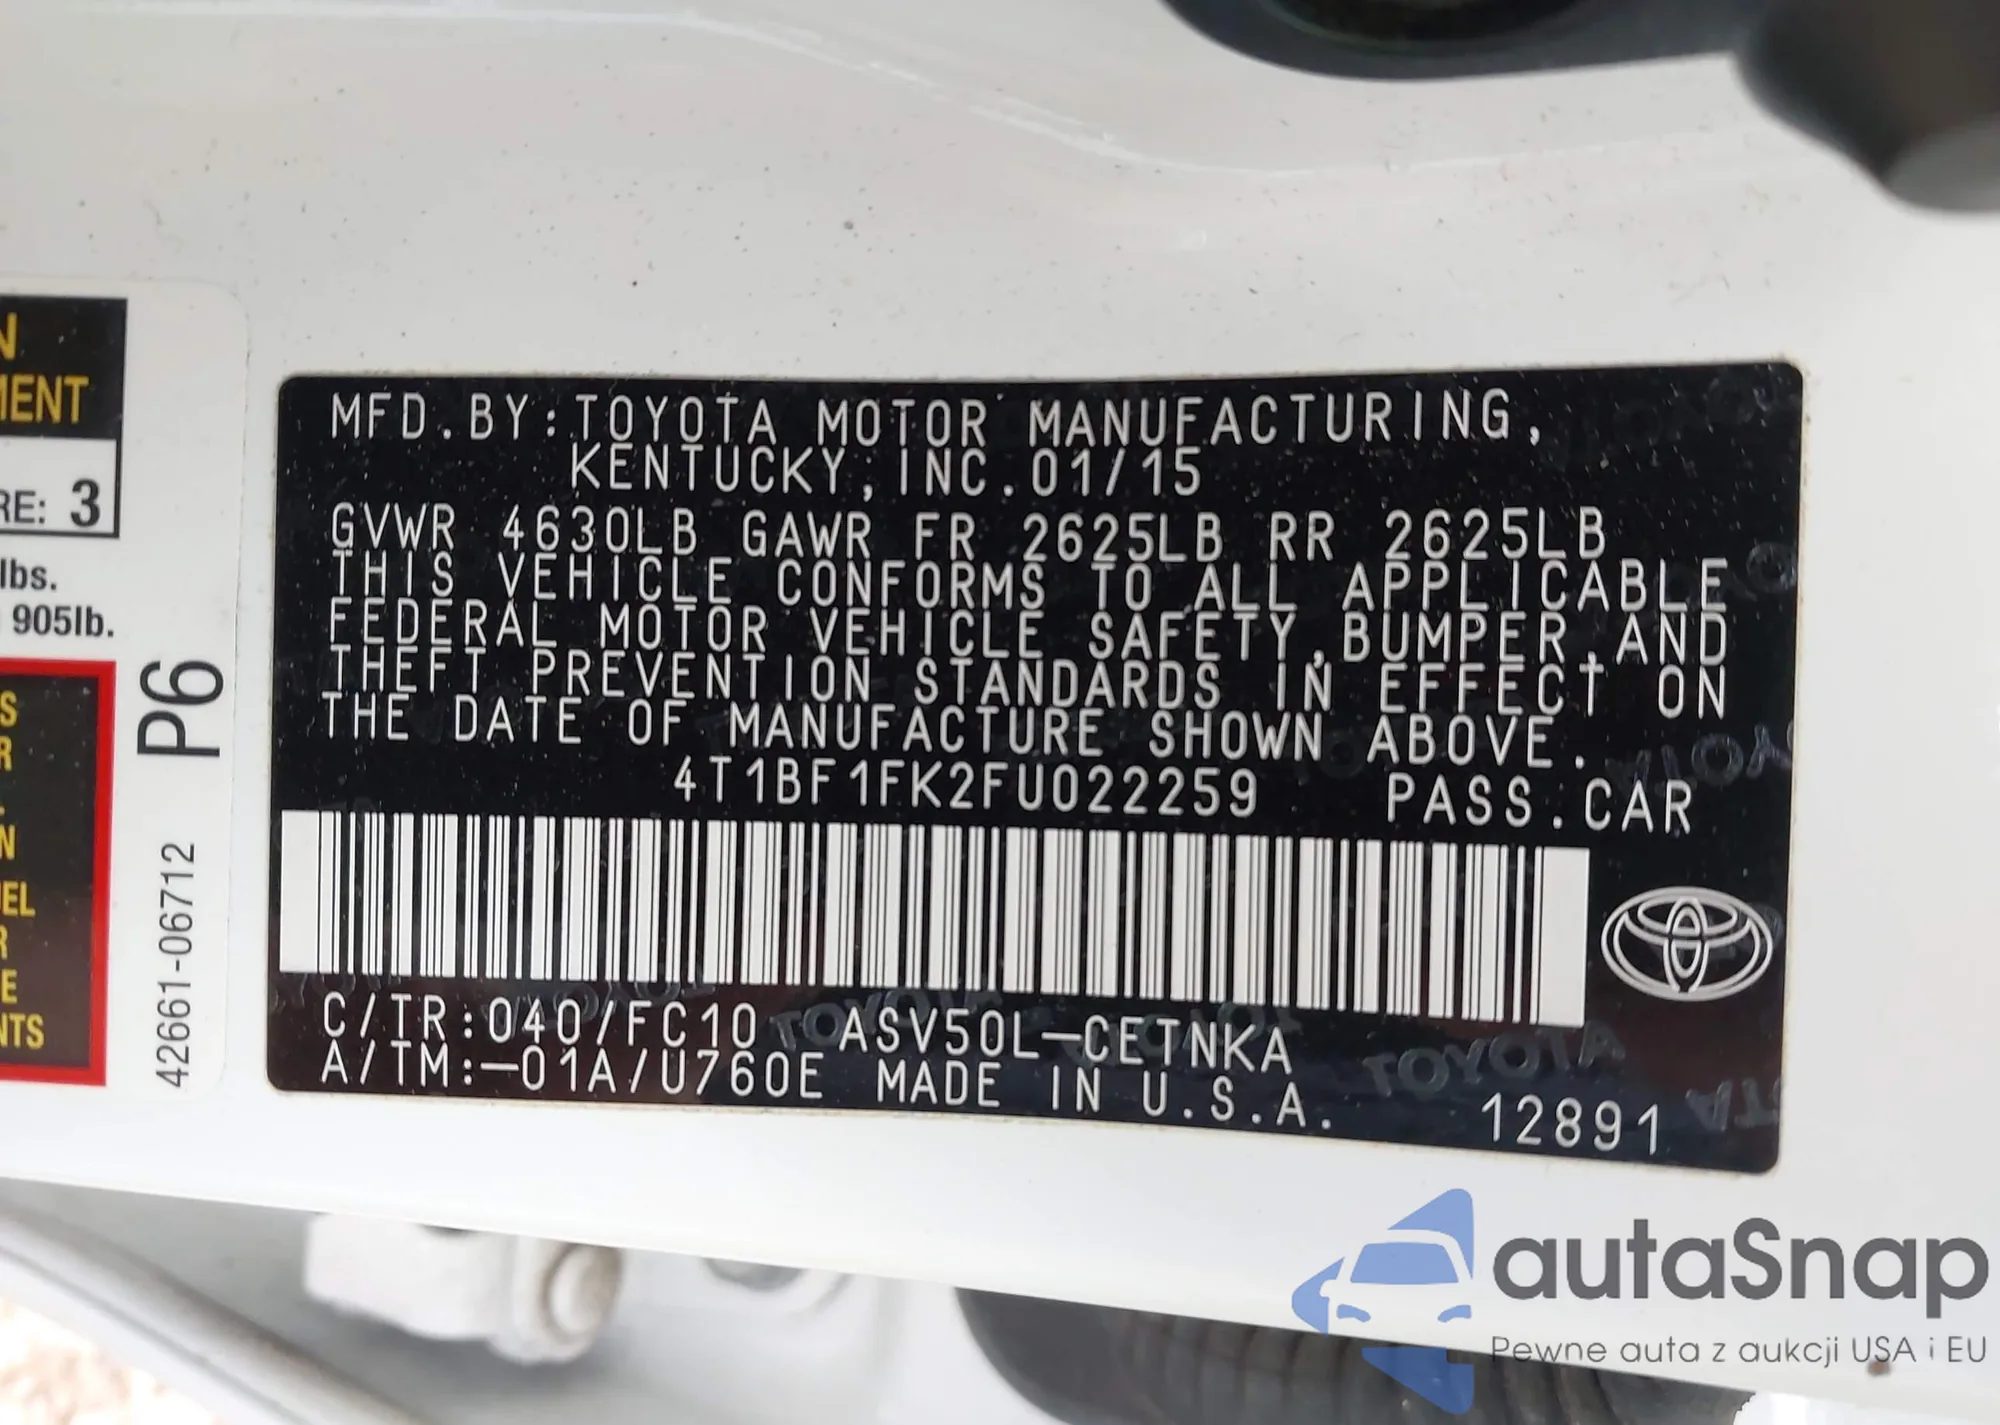 MFD.BY:TOYOTA MOTOR MANUFACTURING,
KENTUCKY,INC.01/15
GVWR 4630LB GAWR FR 2625LB RR 2625LB
THIS VEHICLE CONFORMS TO ALL APPLICABLE
FEDERAL MOTOR VEHICLE SAFETY,BUMPER,AND
THEFT PREVENTION STANDARDS IN EFFECT ON
THE DATE OF MANUFACTURE SHOWN ABOVE.
4T1BF1FK2FU022259 PASS.CAR
C/TR:040/FC10 ASV50L-CETNKA
A/TM:-01A/U760E MADE IN U.S.A.
12891
N
MENT
RE: 3
lbs.
905lb.
S
R
N
UEL
R
E
NTS
P6
42661-06712
TOYOTA
autaSnap
Pewne auta z aukcji USA i EU